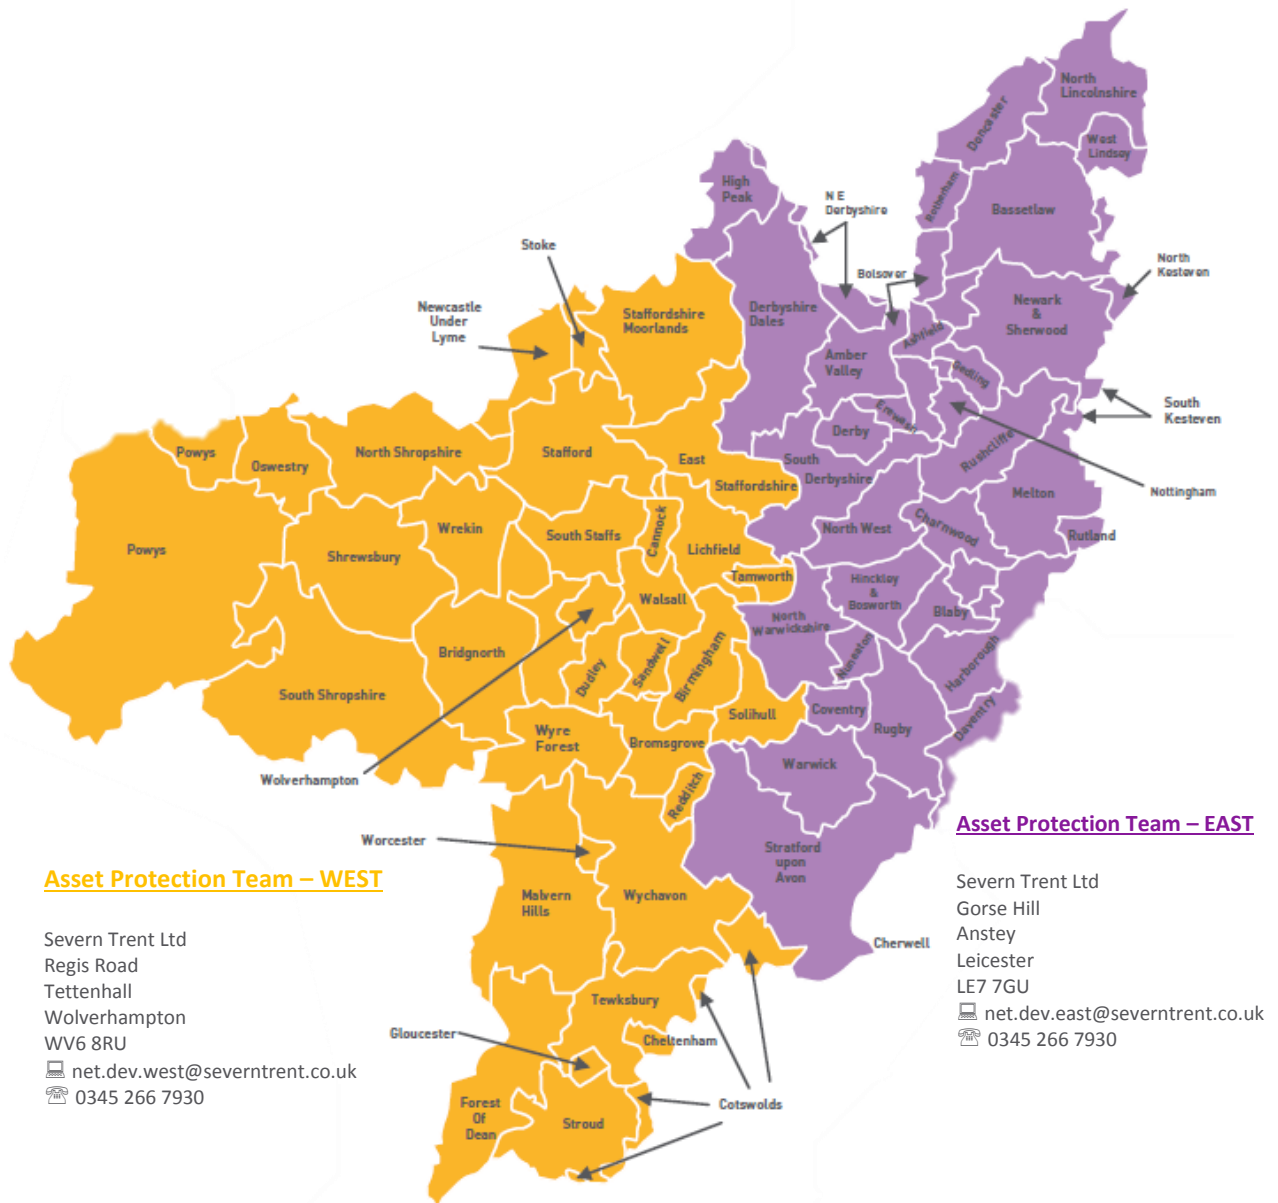 North
Lincolnshire
Doncaster
West
Lindsey
High
Peak
Rotherham
N E
Derbyshire
Bassetlaw
Stoke
Bolsover
North
Kesteven
Newcastle
Under
Lyme
Staffordshire
Moorlands
Derbyshire
Dales
Newark
&
Sherwood
Ashfield
Amber
Valley
Gedling
South
Kesteven
Erewash
Derby
Rushcliffe
Powys
Oswestry
North Shropshire
Stafford
East
Staffordshire
South
Derbyshire
Nottingham
Melton
Wrekin
South Staffs
Cannock
Lichfield
North West
Charnwood
Rutland
Powys
Shrewsbury
Tamworth
Hinckley
&
Bosworth
Walsall
North
Warwickshire
Blaby
Bridgnorth
Dudley
Sandwell
Birmingham
Nuneaton
Harborough
South Shropshire
Solihull
Coventry
Rugby
Daventry
Wyre
Forest
Bromsgrove
Warwick
Wolverhampton
Redditch
Worcester
Stratford
upon
Avon
Malvern
Hills
Wychavon
Cherwell
Tewksbury
Gloucester
Cheltenham
Cotswolds
Forest
Of
Dean
Stroud
Asset Protection Team – WEST
Severn Trent Ltd
Regis Road
Tettenhall
Wolverhampton
WV6 8RU
net.dev.west@severntrent.co.uk
0345 266 7930
Asset Protection Team – EAST
Severn Trent Ltd
Gorse Hill
Anstey
Leicester
LE7 7GU
net.dev.east@severntrent.co.uk
0345 266 7930